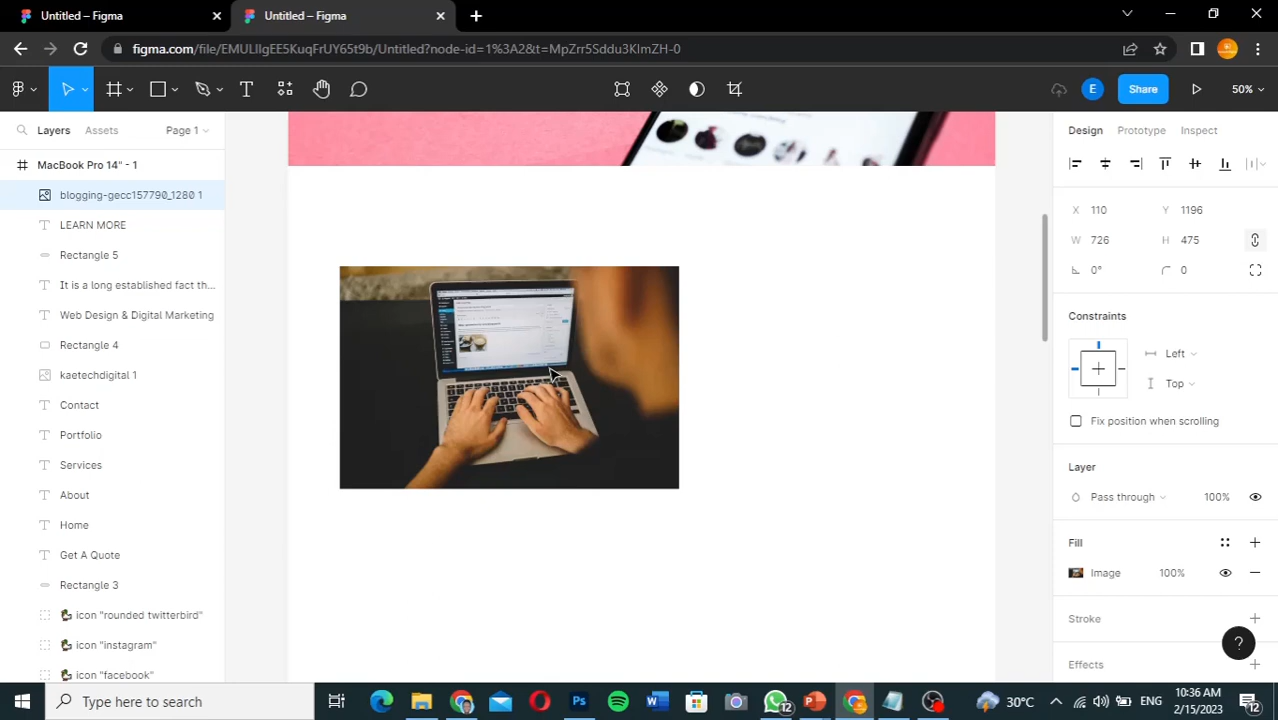 Untitled – Figma
Untitled – Figma
figma.com/file/EMULlIgEE5KuqFrUY65t9b/Untitled?node-id=1%3A2&t=MpZrr5Sddu3KlmZH-0
Share
50%
Layers
Assets
Page 1
Design
Prototype
Inspect
MacBook Pro 14" - 1
blogging-gecc157790_1280 1
LEARN MORE
Rectangle 5
It is a long established fact th...
Web Design & Digital Marketing
Rectangle 4
kaetechdigital 1
Contact
Portfolio
Services
About
Home
Get A Quote
Rectangle 3
icon "rounded twitterbird"
icon "instagram"
icon "facebook"
X 110
Y 1196
W 726
H 475
0°
0
Constraints
Left
Top
Fix position when scrolling
Layer
Pass through
100%
Fill
Image
100%
Stroke
Effects
?
Type here to search
30°C
ENG
10:36 AM
2/15/2023
12
12